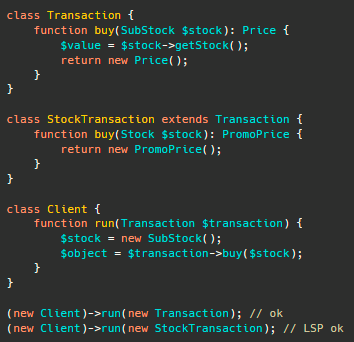 class Transaction {
    function buy(SubStock $stock): Price {
        $value = $stock->getStock();
        return new Price();
    }
}

class StockTransaction extends Transaction {
    function buy(Stock $stock): PromoPrice {
        return new PromoPrice();
    }
}

class Client {
    function run(Transaction $transaction) {
        $stock = new SubStock();
        $object = $transaction->buy($stock);
    }
}

(new Client)->run(new Transaction); // ok
(new Client)->run(new StockTransaction); // LSP ok